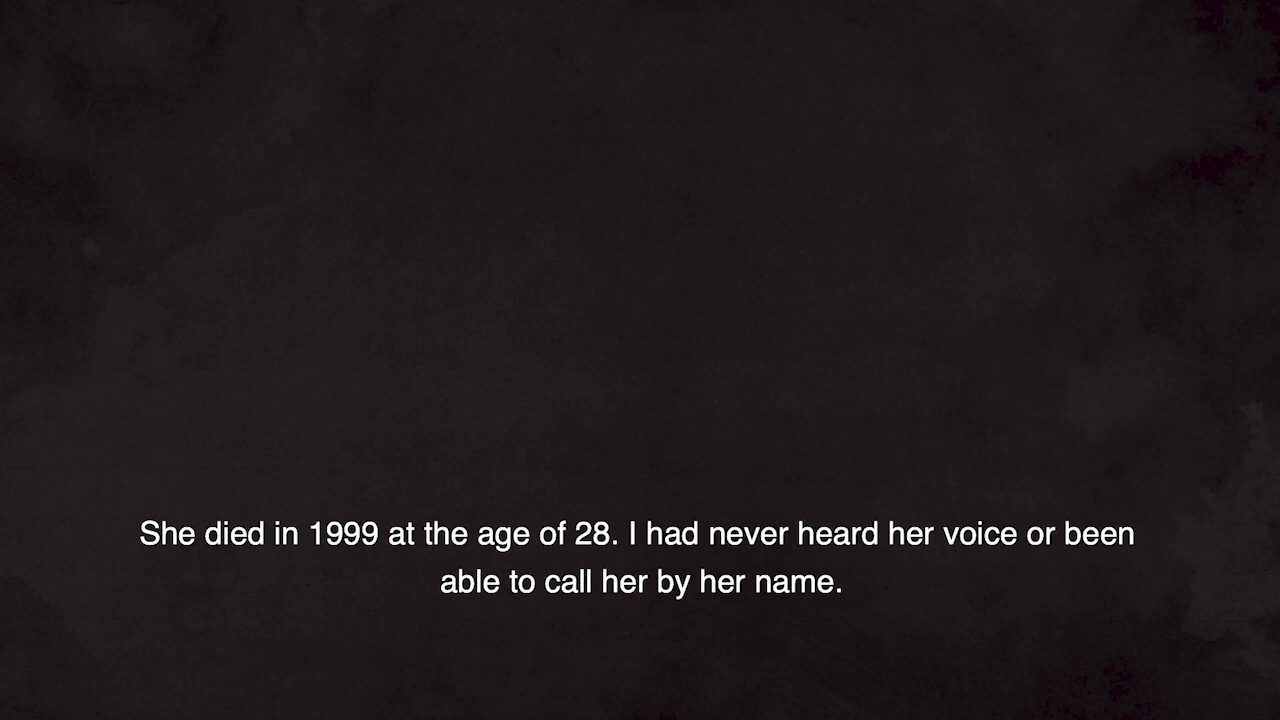 She died in 1999 at the age of 28. I had never heard her voice or been
able to call her by her name.